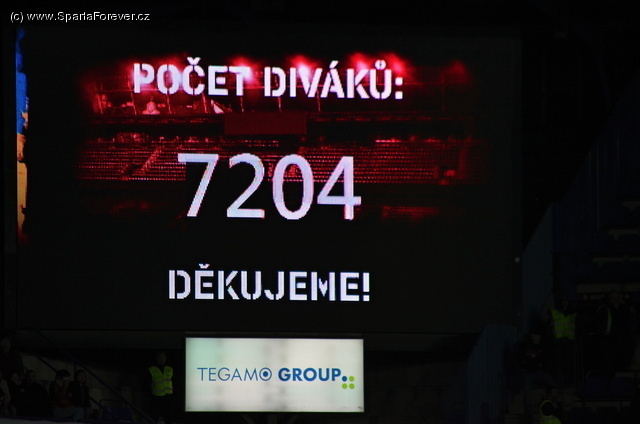 (c) www.SpartaForever.cz
POČET DIVÁKŮ:
7204
DĚKUJEME!
TEGAMO GROUP